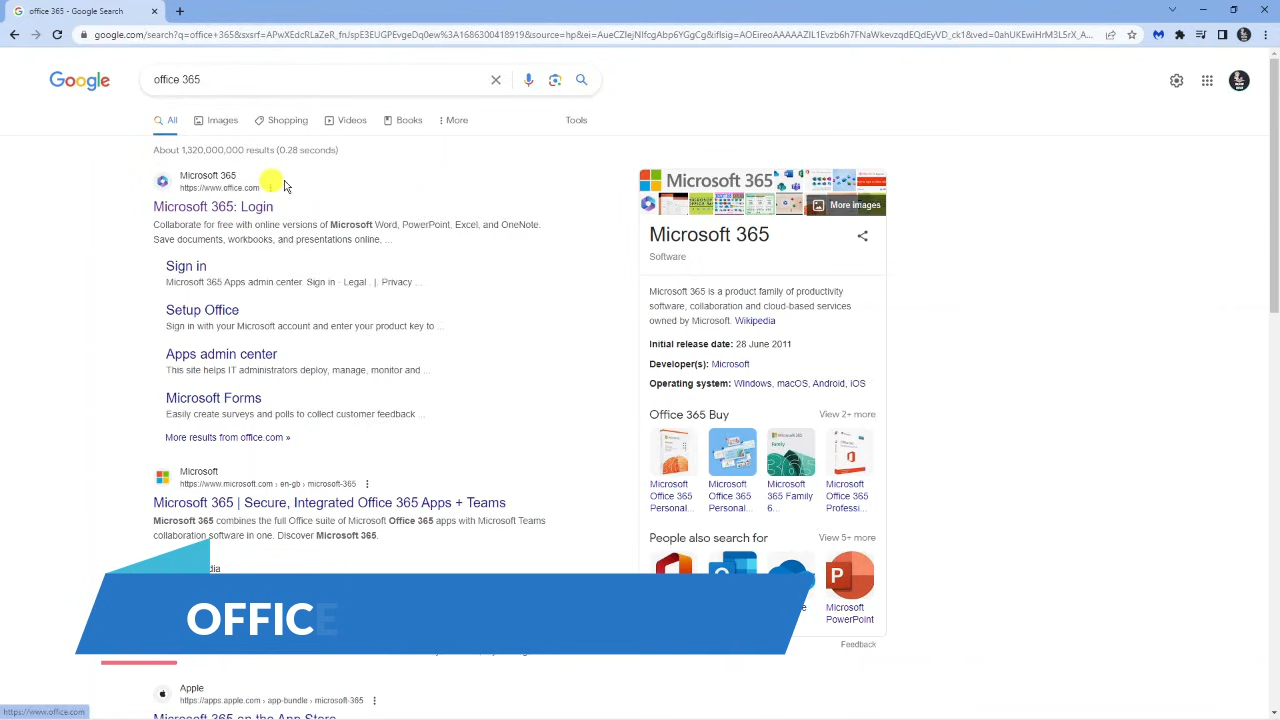 office 365 - Google Search
google.com/search?q=office+365&sxsrf=APwXEdcRLaZeR_fnJspE3EUGPEvgeDq0ew%3A1686300418919&source=hp&ei=AueCZIejNIfcgAbp6YGgCg&iflsig=AOEireoAAAAAZIL1Evzb6h7FNaWkevzqdEQdEyVD_ck1&ved=0ahUKEwiHrM3L5rX_A...
Google
office 365
All
Images
Shopping
Videos
Books
More
Tools
About 1,320,000,000 results (0.28 seconds)
Microsoft 365
https://www.office.com
Microsoft 365: Login
Collaborate for free with online versions of Microsoft Word, PowerPoint, Excel, and OneNote.
Save documents, workbooks, and presentations online, ...
Sign in
Microsoft 365 Apps admin center. Sign in · Legal . |. Privacy ...
Setup Office
Sign in with your Microsoft account and enter your product key to ...
Apps admin center
This site helps IT administrators deploy, manage, monitor and ...
Microsoft Forms
Easily create surveys and polls to collect customer feedback ...
More results from office.com »
Microsoft
https://www.microsoft.com › en-gb › microsoft-365
Microsoft 365 | Secure, Integrated Office 365 Apps + Teams
Microsoft 365 combines the full Office suite of Microsoft Office 365 apps with Microsoft Teams
collaboration software in one. Discover Microsoft 365.
dia
OFFICE
Apple
https://apps.apple.com › app-bundle › microsoft-365
Microsoft 365 on the App Store
Microsoft 365
More images
Microsoft 365
Software
Microsoft 365 is a product family of productivity
software, collaboration and cloud-based services
owned by Microsoft. Wikipedia
Initial release date: 28 June 2011
Developer(s): Microsoft
Operating system: Windows, macOS, Android, iOS
Office 365 Buy
View 2+ more
Microsoft
Office 365
Personal...
Microsoft
Office 365
Personal...
Microsoft
365 Family
6...
Microsoft
Office 365
Professi...
People also search for
View 5+ more
Microsoft
PowerPoint
Feedback
https://www.office.com